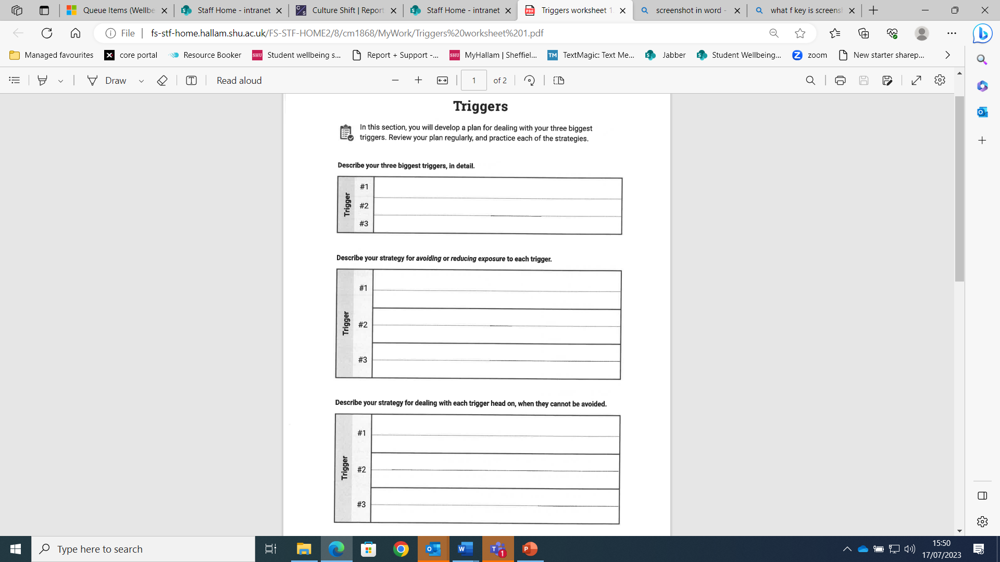 Queue Items (Wellbe
Staff Home - intranet
Culture Shift | Report
Staff Home - intranet
Triggers worksheet 1
screenshot in word -
what f key is screens
File
fs-stf-home.hallam.shu.ac.uk/FS-STF-HOME2/8/cm1868/MyWork/Triggers%20worksheet%201.pdf
Managed favourites
core portal
Resource Booker
SHU
Student wellbeing s...
Report + Support -...
SHU
MyHallam | Sheffiel...
TM
TextMagic: Text Me...
Jabber
Student Wellbeing...
zoom
New starter sharep...
Draw
Read aloud
1
of 2
Triggers
In this section, you will develop a plan for dealing with your three biggest
triggers. Review your plan regularly, and practice each of the strategies.
Describe your three biggest triggers, in detail.
Trigger
#1
#2
#3
Describe your strategy for avoiding or reducing exposure to each trigger.
Trigger
#1
#2
#3
Describe your strategy for dealing with each trigger head on, when they cannot be avoided.
Trigger
#1
#2
#3
Type here to search
1
15:50
17/07/2023